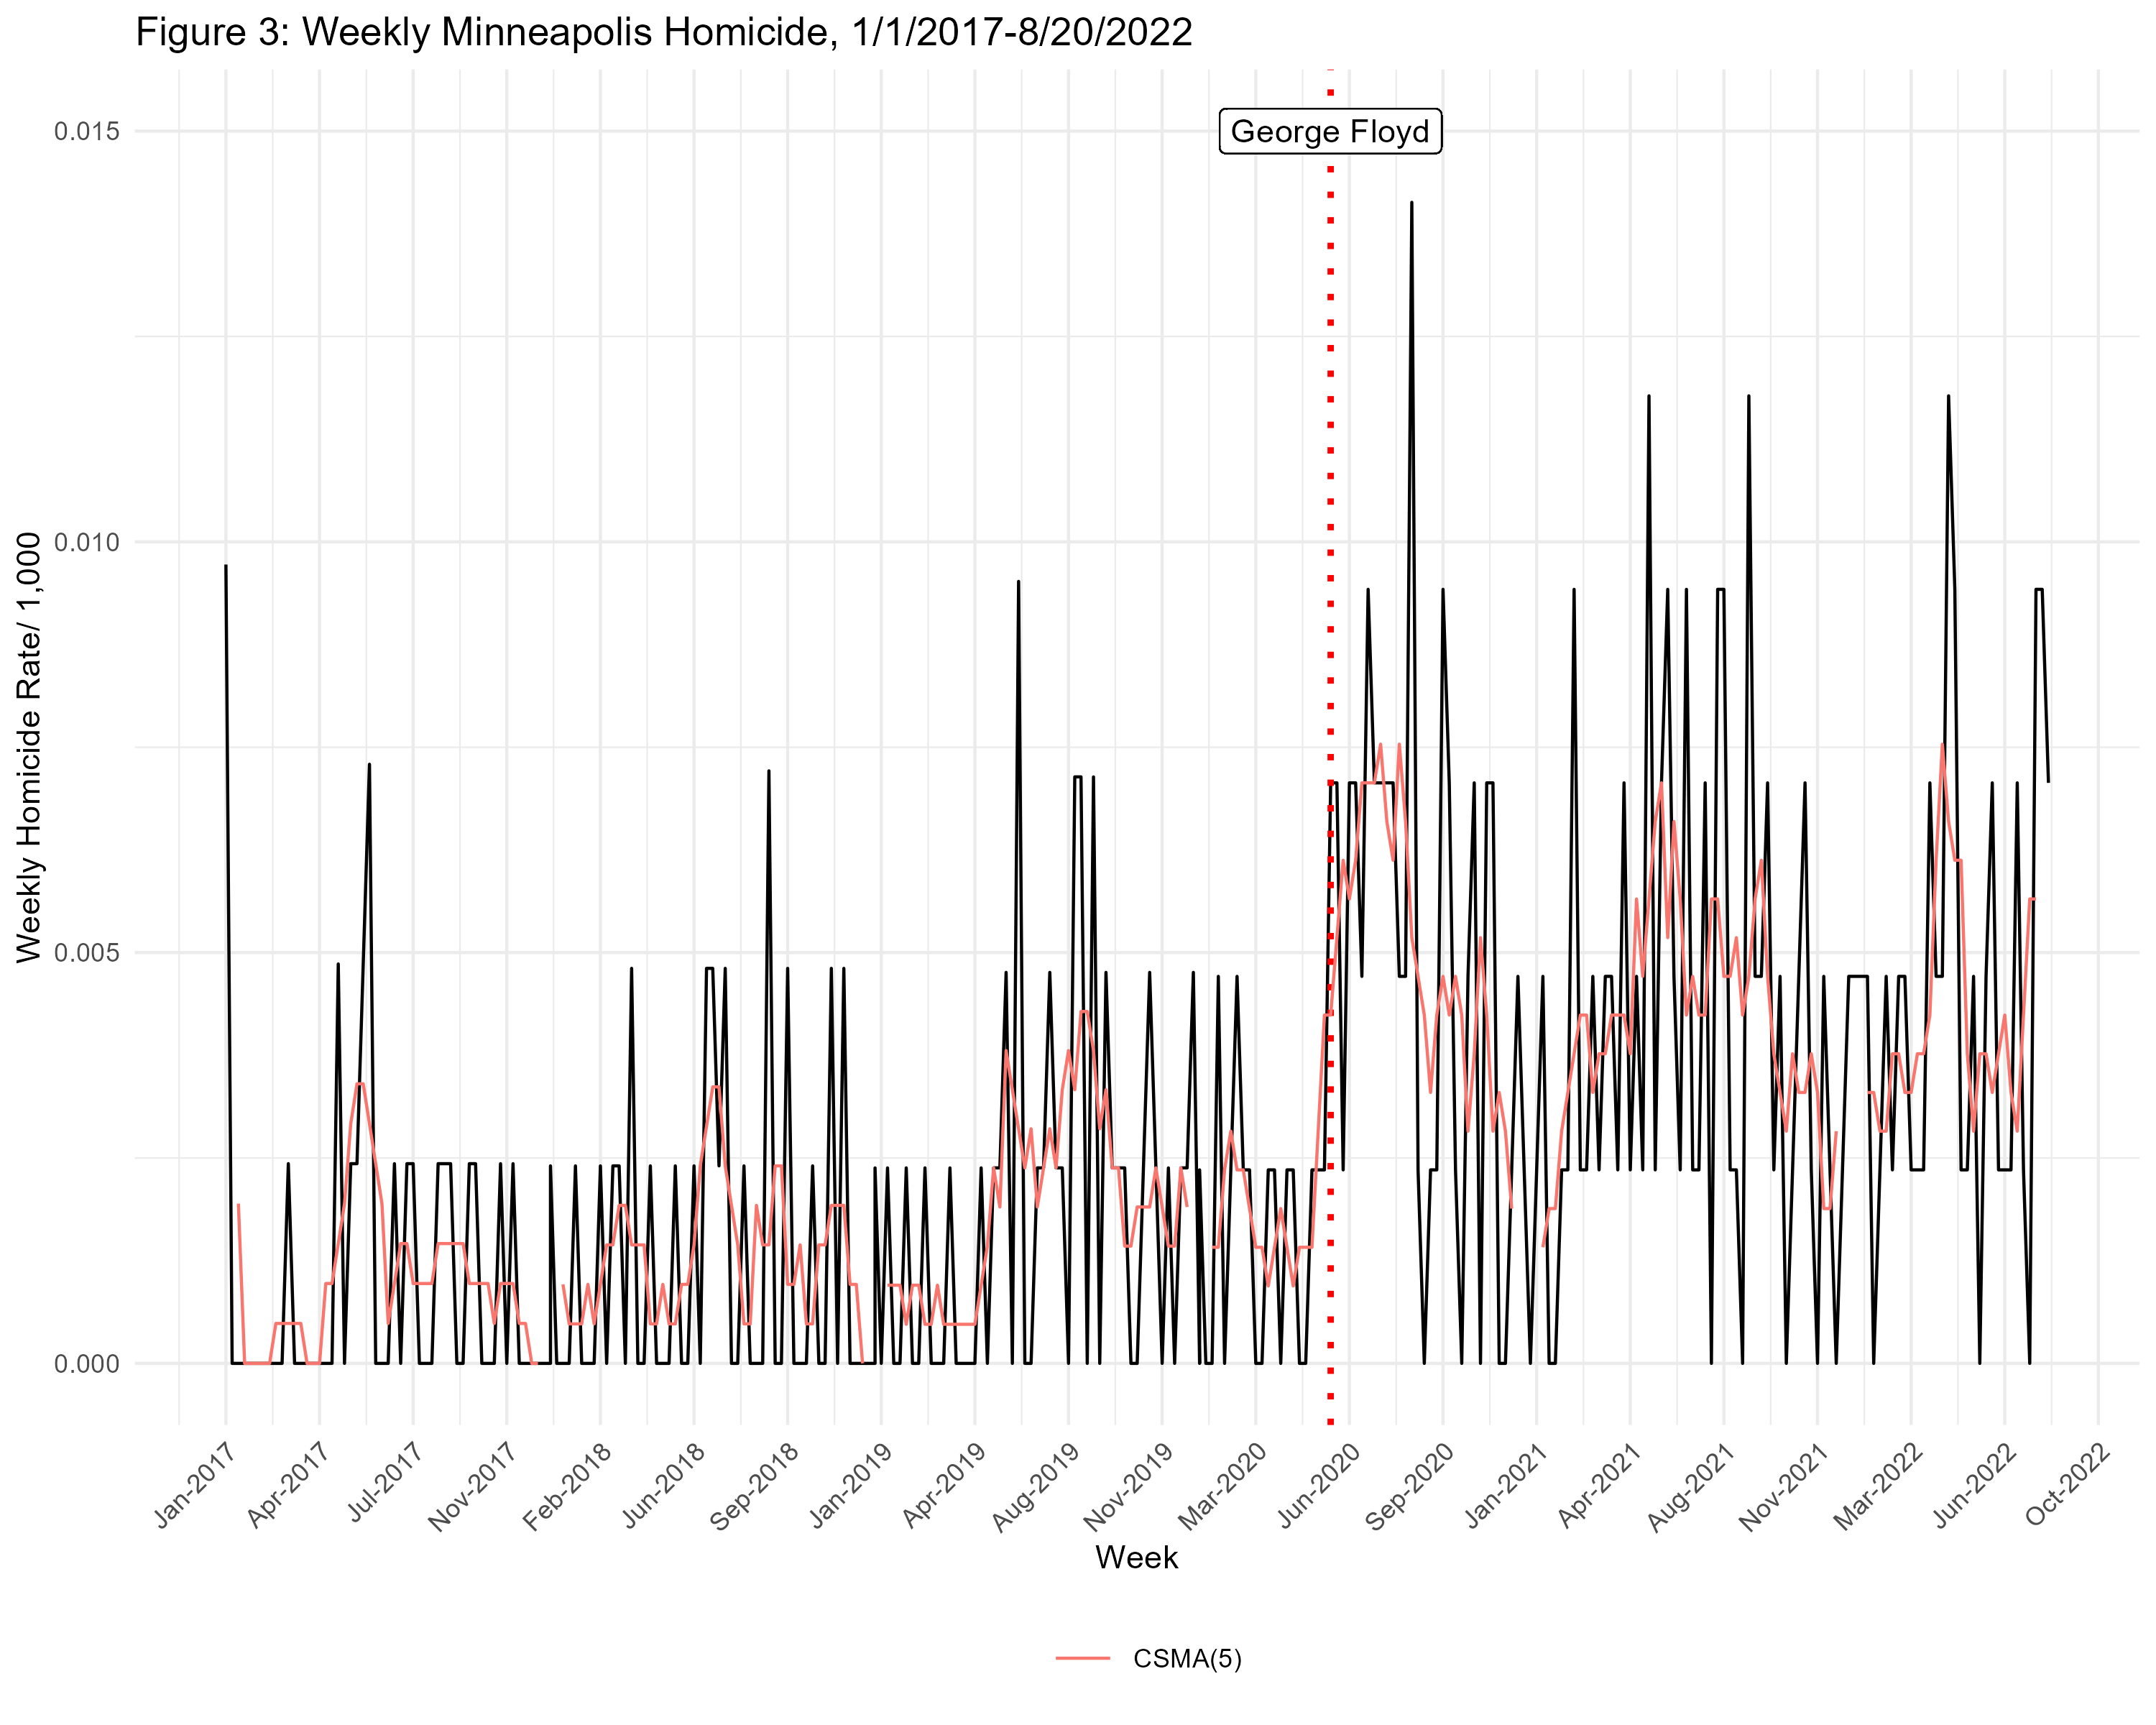 Figure 3: Weekly Minneapolis Homicide, 1/1/2017-8/20/2022
George Floyd
0.015
0.010
0.005
0.000
Weekly Homicide Rate/ 1,000
Jan-2017
Apr-2017
Jul-2017
Nov-2017
Feb-2018
Jun-2018
Sep-2018
Jan-2019
Apr-2019
Aug-2019
Nov-2019
Mar-2020
Jun-2020
Sep-2020
Jan-2021
Apr-2021
Aug-2021
Nov-2021
Mar-2022
Jun-2022
Oct-2022
Week
CSMA(5)